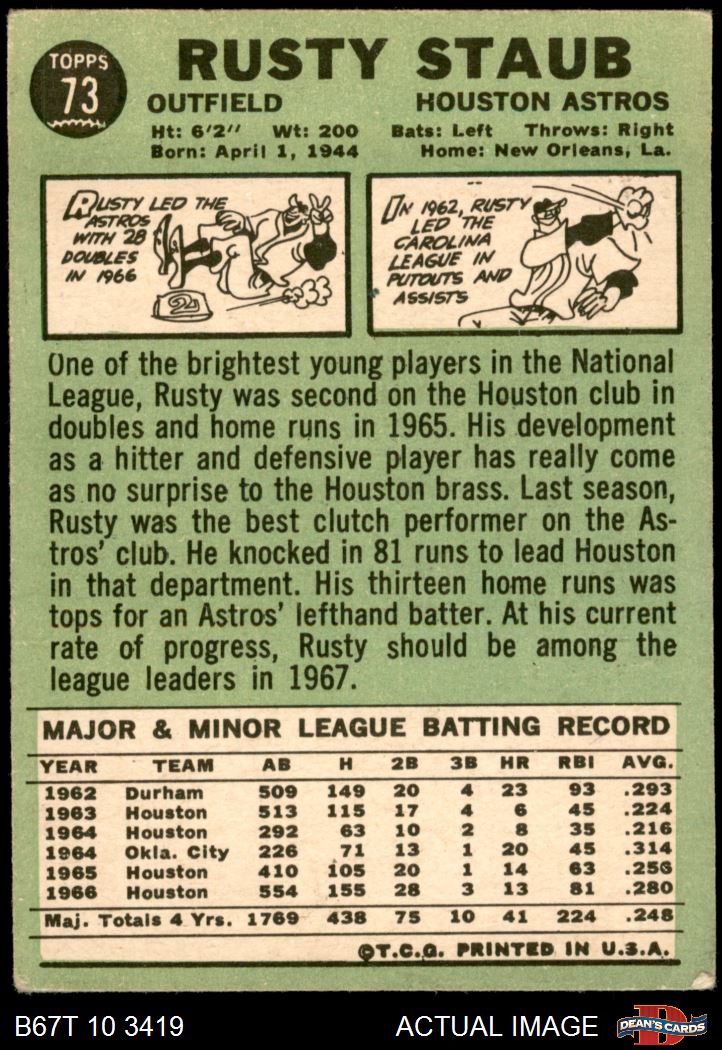 TOPPS
73
RUSTY STAUB
OUTFIELD HOUSTON ASTROS
Ht: 6'2" Wt: 200 Bats: Left Throws: Right
Born: April 1, 1944 Home: New Orleans, La.
RUSTY LED THE
ASTROS
WITH 28
DOUBLES
IN 1966
2
IN 1962, RUSTY
LED THE
CAROLINA
LEAGUE IN
PUTOUTS AND
ASSISTS
One of the brightest young players in the National
League, Rusty was second on the Houston club in
doubles and home runs in 1965. His development
as a hitter and defensive player has really come
as no surprise to the Houston brass. Last season,
Rusty was the best clutch performer on the As-
tros' club. He knocked in 81 runs to lead Houston
in that department. His thirteen home runs was
tops for an Astros' lefthand batter. At his current
rate of progress, Rusty should be among the
league leaders in 1967.
MAJOR & MINOR LEAGUE BATTING RECORD
YEAR TEAM AB H 2B 3B HR RBI AVG.
1962 Durham 509 149 20 4 23 93 .293
1963 Houston 513 115 17 4 6 45 .224
1964 Houston 292 63 10 2 8 35 .216
1964 Okla. City 226 71 13 1 20 45 .314
1965 Houston 410 105 20 1 14 63 .256
1966 Houston 554 155 28 3 13 81 .280
Maj. Totals 4 Yrs. 1769 438 75 10 41 224 .248
©T.C.G. PRINTED IN U.S.A.
B67T 10 3419 ACTUAL IMAGE
D
DEAN'S CARDS